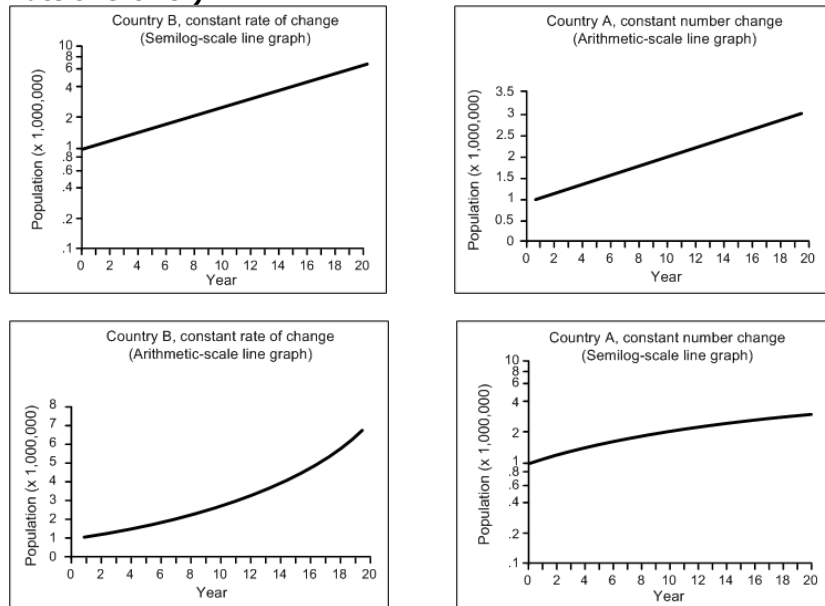 Country B, constant rate of change
(Semilog-scale line graph)
10
8
6
4
2
1
.8
.6
.4
.2
.1
Population (x 1,000,000)
0 2 4 6 8 10 12 14 16 18 20
Year
Country A, constant number change
(Arithmetic-scale line graph)
3.5
3
2.5
2
1.5
1
0.5
0
Population (x 1,000,000)
0 2 4 6 8 10 12 14 16 18 20
Year
Country B, constant rate of change
(Arithmetic-scale line graph)
8
7
6
5
4
3
2
1
0
Population (x 1,000,000)
0 2 4 6 8 10 12 14 16 18 20
Year
Country A, constant number change
(Semilog-scale line graph)
10
8
6
4
2
1
.8
.6
.4
.2
.1
Population (x 1,000,000)
0 2 4 6 8 10 12 14 16 18 20
Year